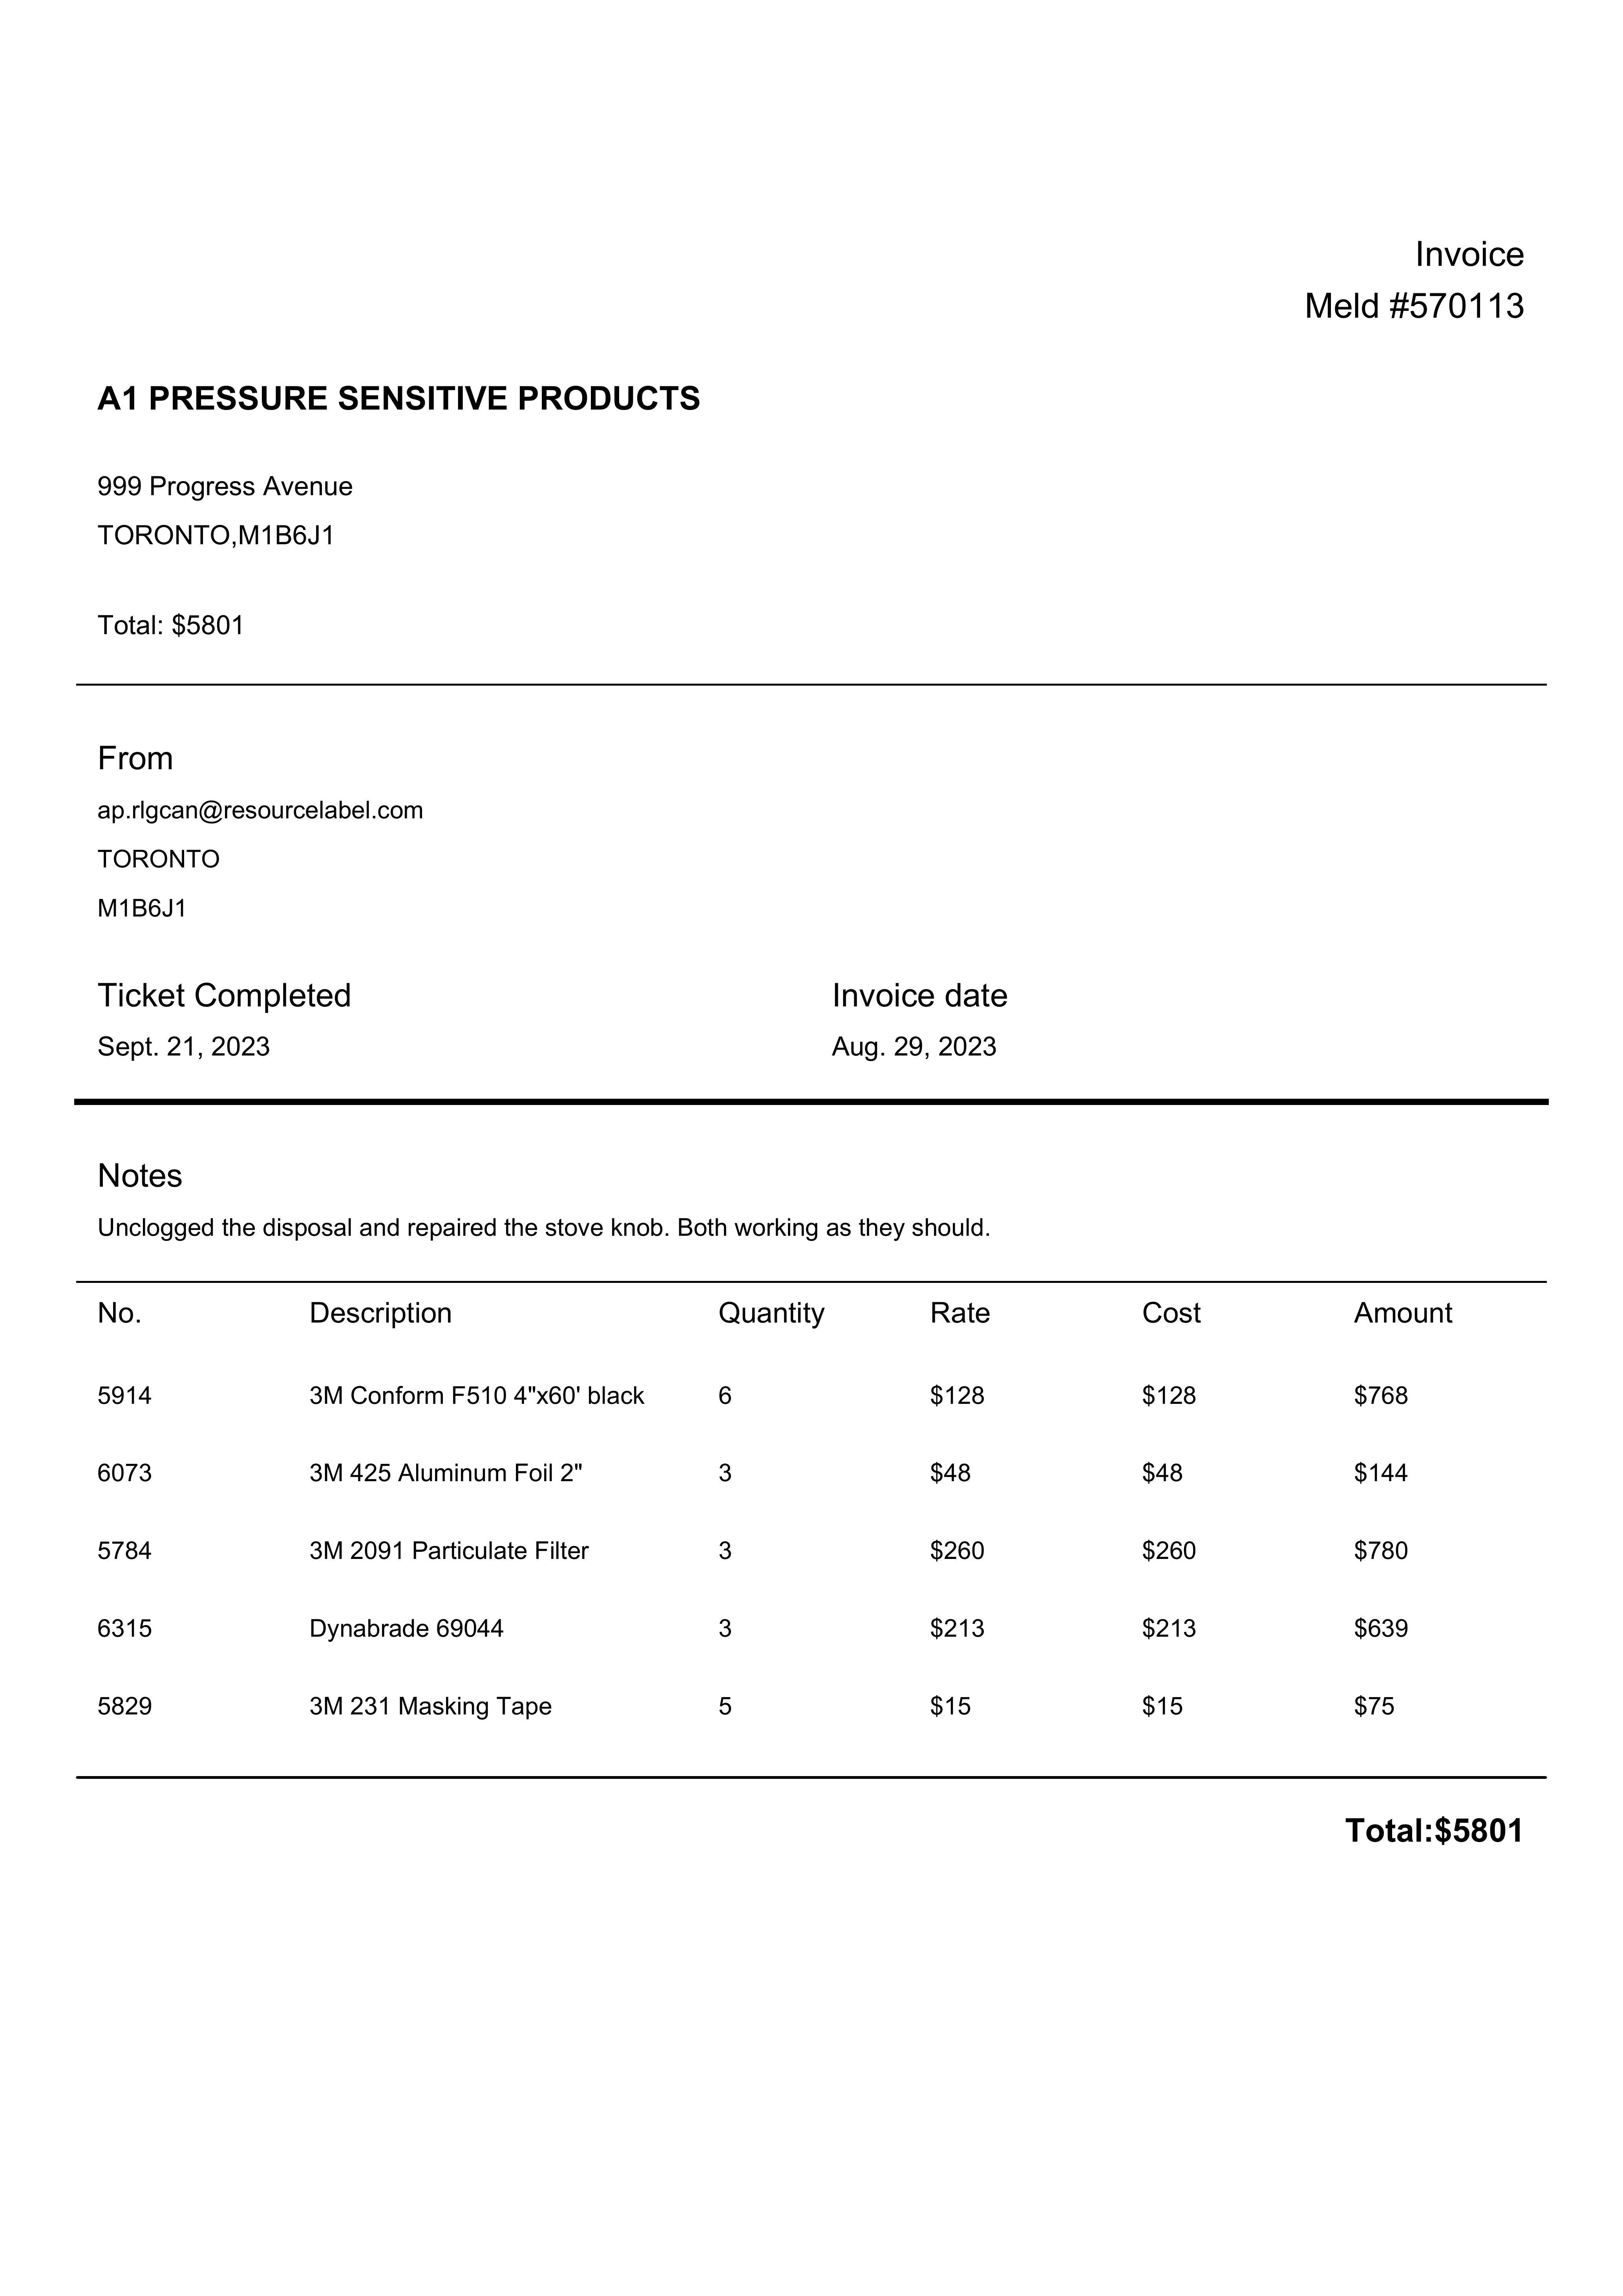 Invoice
Meld #570113
A1 PRESSURE SENSITIVE PRODUCTS
999 Progress Avenue
TORONTO,M1B6J1
Total: $5801
From
ap.rlgcan@resourcelabel.com
TORONTO
M1B6J1
Ticket Completed Invoice date
Sept. 21, 2023 Aug. 29, 2023
Notes
Unclogged the disposal and repaired the stove knob. Both working as they should.
No. Description Quantity Rate Cost Amount
5914 3M Conform F510 4"x60' black 6 $128 $128 $768
6073 3M 425 Aluminum Foil 2" 3 $48 $48 $144
5784 3M 2091 Particulate Filter 3 $260 $260 $780
6315 Dynabrade 69044 3 $213 $213 $639
5829 3M 231 Masking Tape 5 $15 $15 $75
Total:$5801